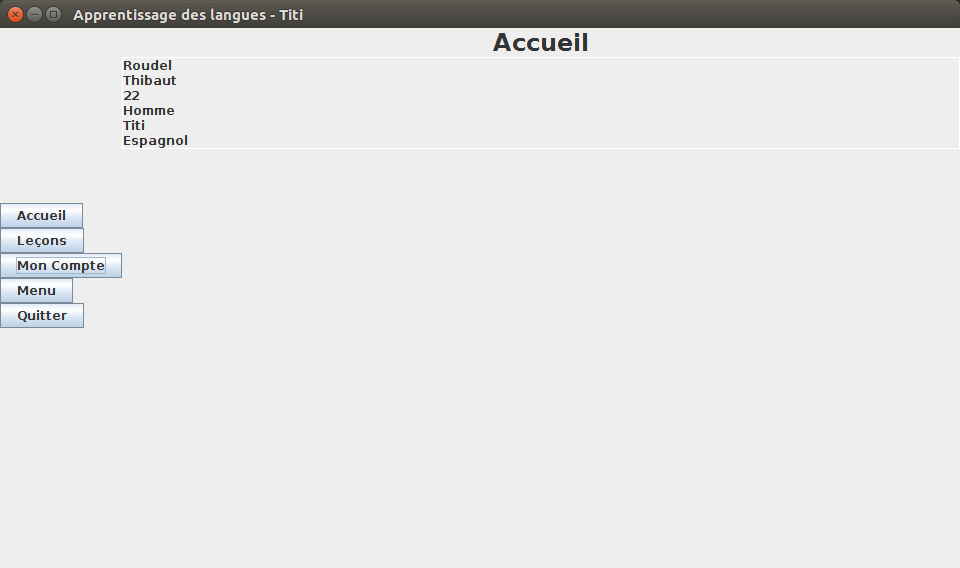 Apprentissage des langues - Titi
Accueil
Roudel
Thibaut
22
Homme
Titi
Espagnol
Accueil
Leçons
Mon Compte
Menu
Quitter